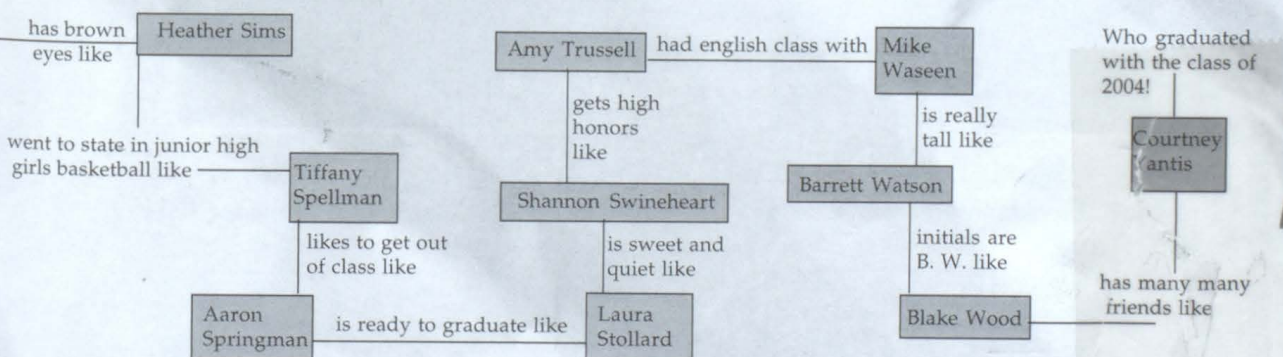 has brown
eyes like
Heather Sims
went to state in junior high
girls basketball like
Tiffany
Spellman
likes to get out
of class like
Aaron
Springman
is ready to graduate like
Laura
Stollard
is sweet and
quiet like
Shannon Swineheart
gets high
honors
like
Amy Trussell
had english class with
Mike
Waseen
is really
tall like
Barrett Watson
initials are
B. W. like
Blake Wood
has many many
friends like
Courtney
Yantis
Who graduated
with the class of
2004!